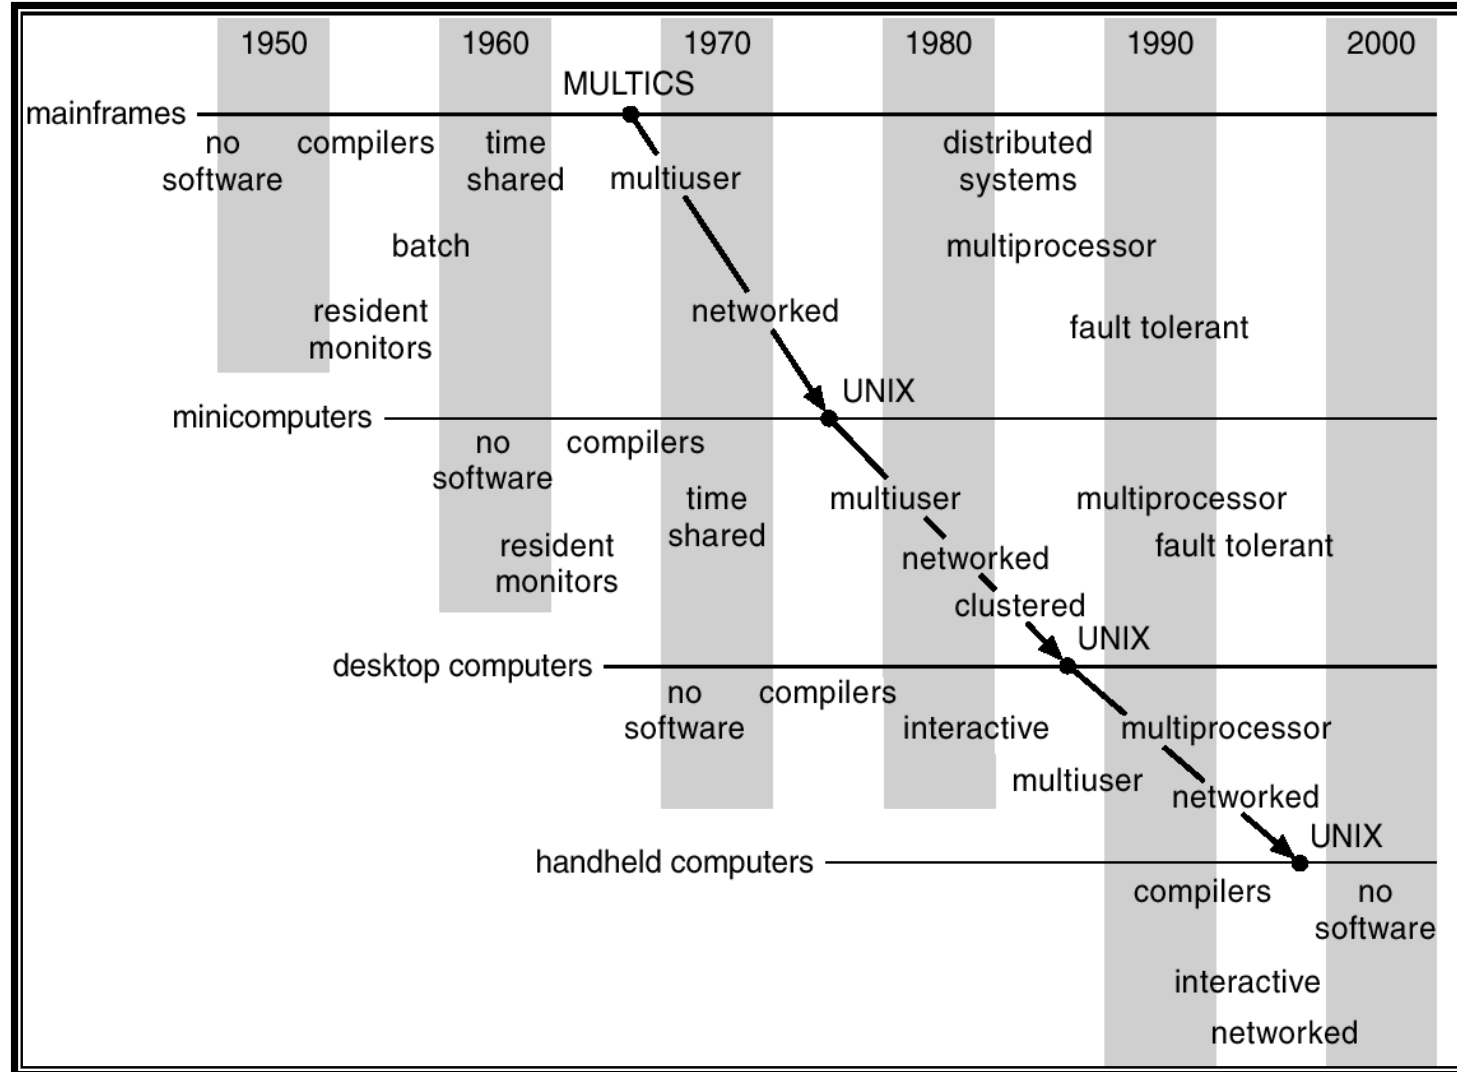 1950 1960 1970 1980 1990 2000
MULTICS
mainframes
no compilers time distributed
software shared multiuser systems
batch multiprocessor
resident networked fault tolerant
monitors
UNIX
minicomputers
no compilers
software
time multiuser multiprocessor
shared
resident networked fault tolerant
monitors
clustered
UNIX
desktop computers
no compilers
software interactive multiprocessor
multiuser
networked
UNIX
handheld computers
compilers no
software
interactive
networked